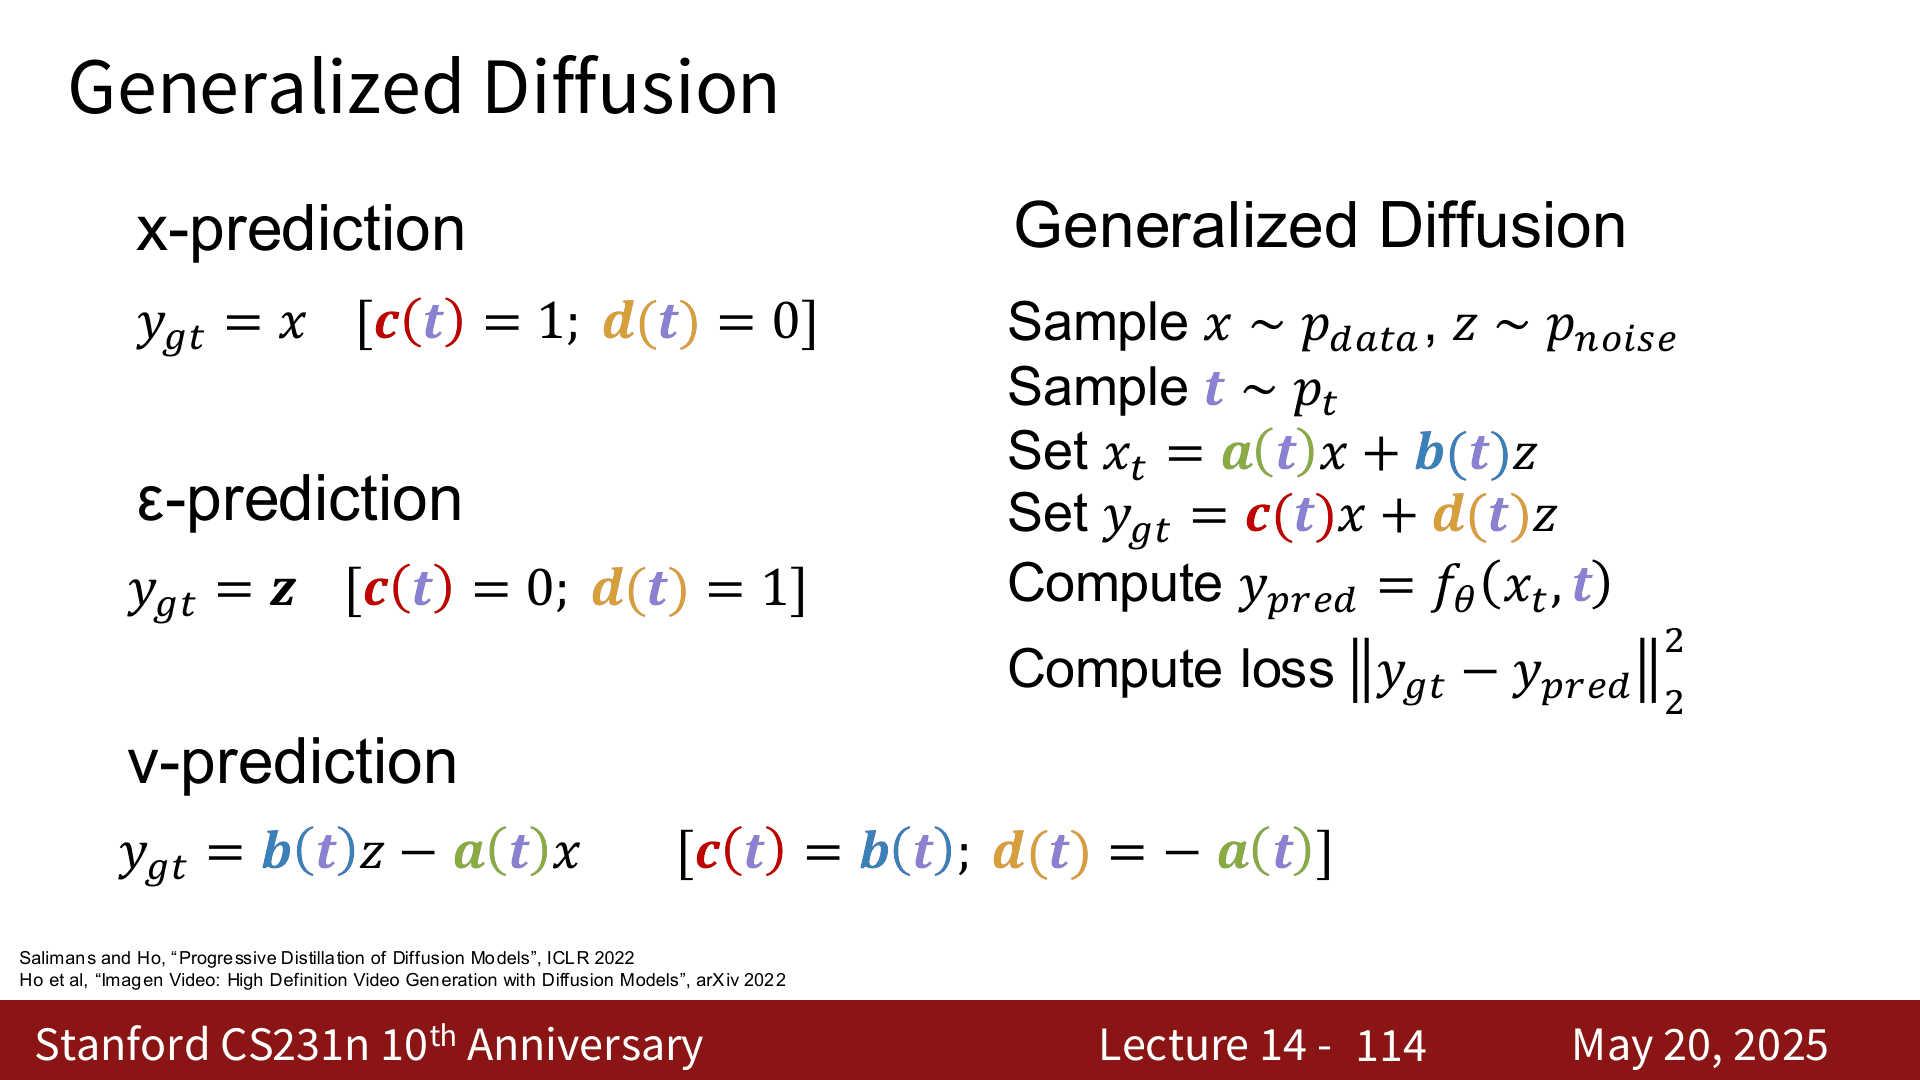 Generalized Diffusion
x-prediction
y_gt = x [c(t) = 1; d(t) = 0]
ε-prediction
y_gt = z [c(t) = 0; d(t) = 1]
v-prediction
y_gt = b(t)z − a(t)x [c(t) = b(t); d(t) = − a(t)]
Generalized Diffusion
Sample x ~ p_data, z ~ p_noise
Sample t ~ p_t
Set x_t = a(t)x + b(t)z
Set y_gt = c(t)x + d(t)z
Compute y_pred = f_θ(x_t, t)
Compute loss ‖y_gt − y_pred‖₂²
Salimans and Ho, “Progressive Distillation of Diffusion Models”, ICLR 2022
Ho et al, “Imagen Video: High Definition Video Generation with Diffusion Models”, arXiv 2022
Stanford CS231n 10th Anniversary Lecture 14 - 114 May 20, 2025